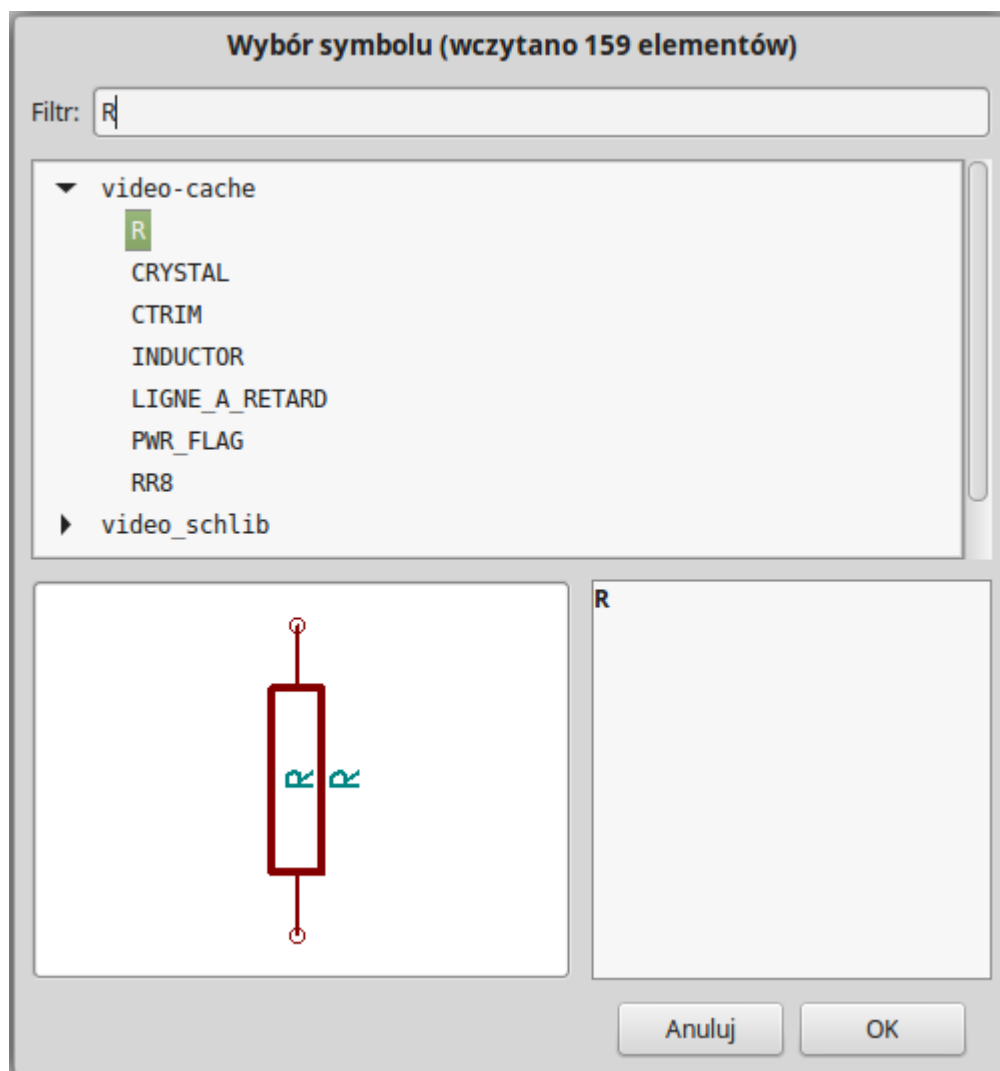 Wybór symbolu (wczytano 159 elementów)
Filtr: R
video-cache
R
CRYSTAL
CTRIM
INDUCTOR
LIGNE_A_RETARD
PWR_FLAG
RR8
video_schlib
R R
R
Anuluj OK